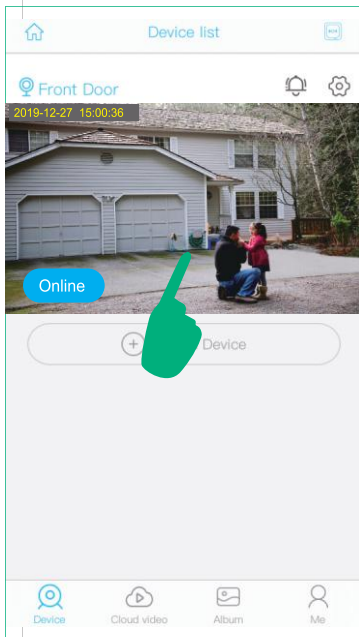 Device list
Front Door
2019-12-27 15:00:36
Online
Device
Device Cloud video Album Me